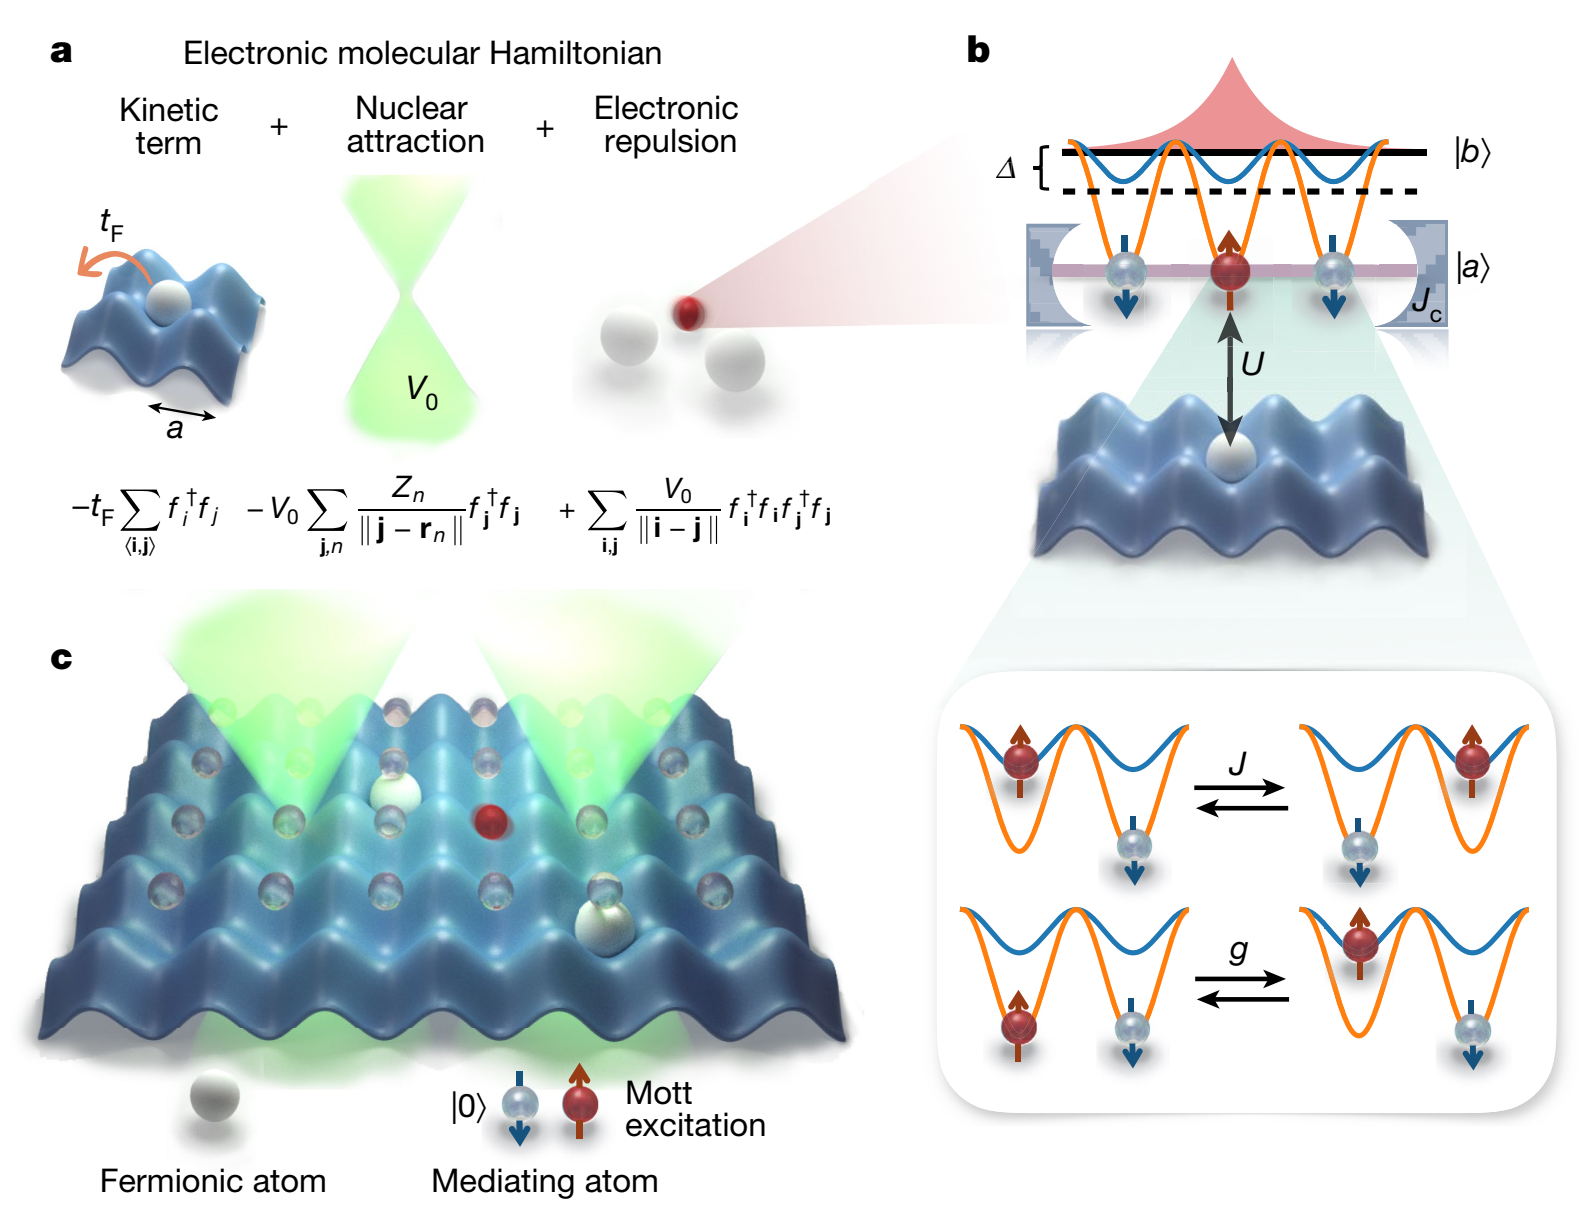 a
Electronic molecular Hamiltonian
Kinetic term + Nuclear attraction + Electronic repulsion
t_F
V_0
a
−t_F ∑_{⟨i,j⟩} f_i^† f_j − V_0 ∑_{j,n} Z_n / ‖j − r_n‖ f_j^† f_j + ∑_{i,j} V_0 / ‖i − j‖ f_i^† f_i f_j^† f_j
b
Δ
|b⟩
|a⟩
J_c
U
J
g
c
|0⟩
Mott
excitation
Fermionic atom
Mediating atom